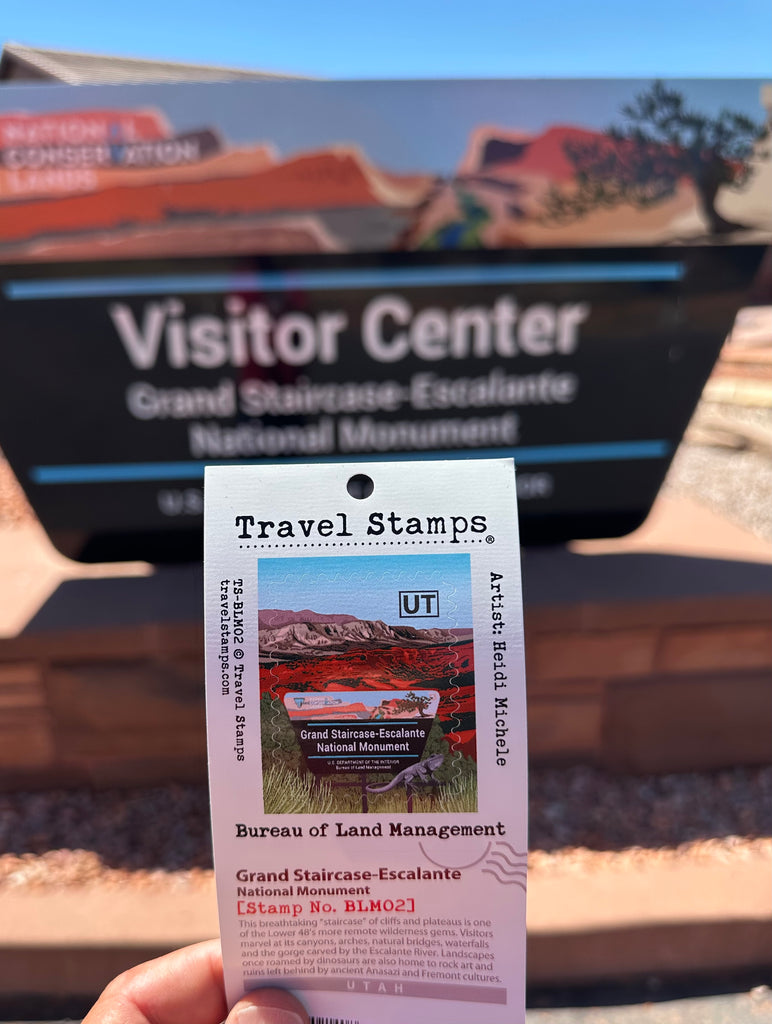 NATIONAL
CONSERVATION
LANDS
Visitor Center
Grand Staircase-Escalante
National Monument
U.S.
OR
Travel Stamps®
TS-BLM02 © Travel Stamps
travelstamps.com
UT
Artist: Heidi Michele
Grand Staircase-Escalante
National Monument
U.S. DEPARTMENT OF THE INTERIOR
Bureau of Land Management
Bureau of Land Management
Grand Staircase-Escalante
National Monument
[Stamp No. BLM02]
This breathtaking "staircase" of cliffs and plateaus is one
of the Lower 48's more remote wilderness gems. Visitors
marvel at its canyons, arches, natural bridges, waterfalls
and the gorge carved by the Escalante River. Landscapes
once roamed by dinosaurs are also home to rock art and
ruins left behind by ancient Anasazi and Fremont cultures.
UTAH